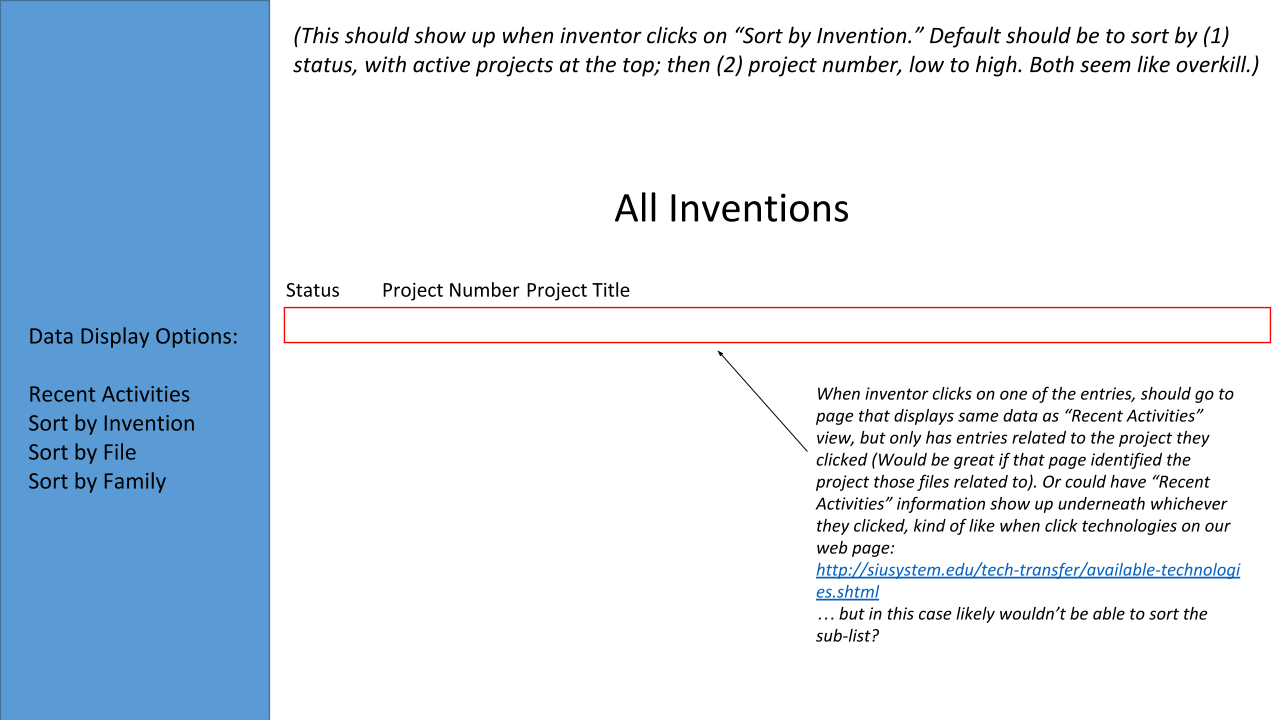 (This should show up when inventor clicks on “Sort by Invention.” Default should be to sort by (1)
status, with active projects at the top; then (2) project number, low to high. Both seem like overkill.)
All Inventions
Status Project Number Project Title
Data Display Options:
Recent Activities
Sort by Invention
Sort by File
Sort by Family
When inventor clicks on one of the entries, should go to
page that displays same data as “Recent Activities”
view, but only has entries related to the project they
clicked (Would be great if that page identified the
project those files related to). Or could have “Recent
Activities” information show up underneath whichever
they clicked, kind of like when click technologies on our
web page:
http://siusystem.edu/tech-transfer/available-technologi
es.shtml
… but in this case likely wouldn’t be able to sort the
sub-list?